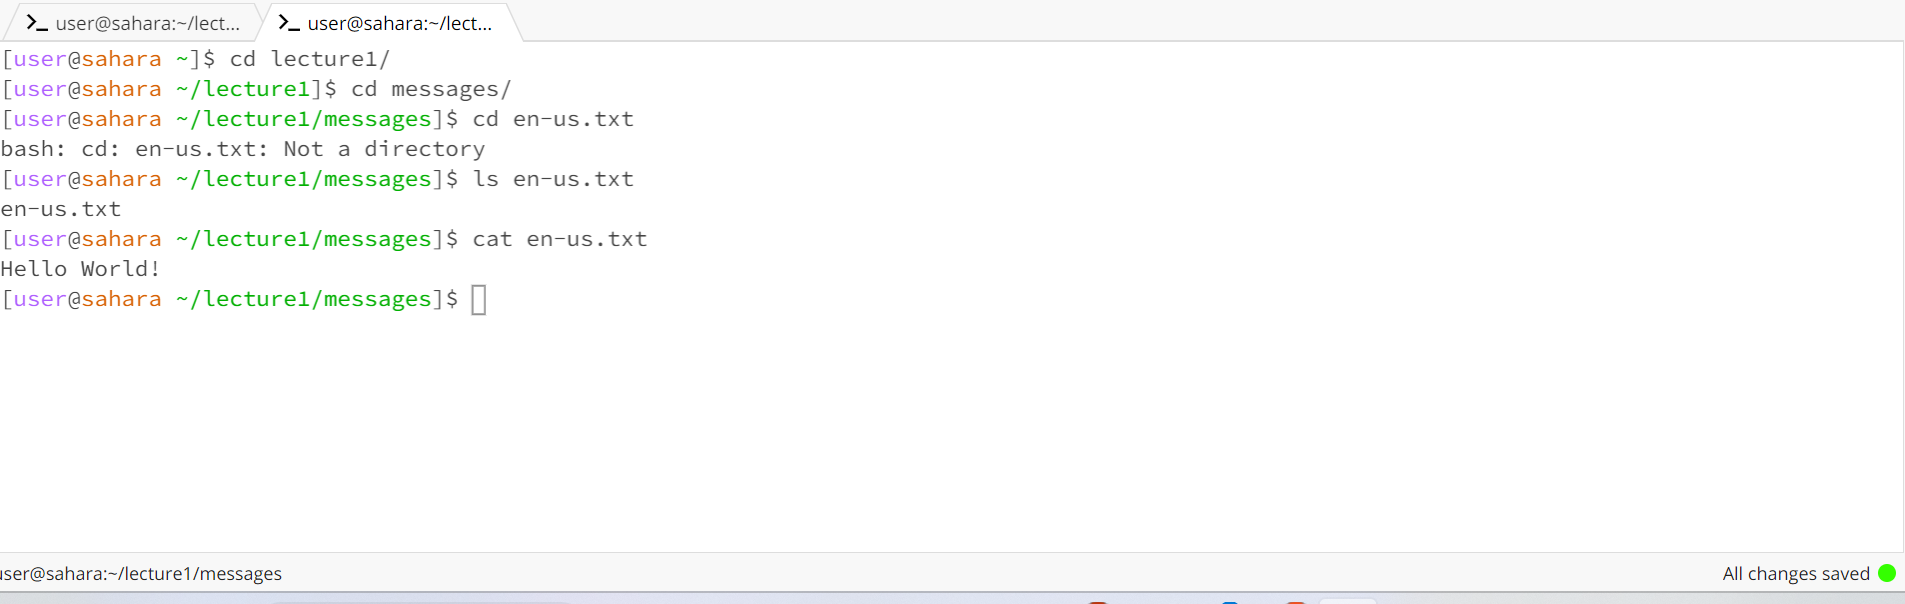 user@sahara:~/lect... user@sahara:~/lect...
[user@sahara ~]$ cd lecture1/
[user@sahara ~/lecture1]$ cd messages/
[user@sahara ~/lecture1/messages]$ cd en-us.txt
bash: cd: en-us.txt: Not a directory
[user@sahara ~/lecture1/messages]$ ls en-us.txt
en-us.txt
[user@sahara ~/lecture1/messages]$ cat en-us.txt
Hello World!
[user@sahara ~/lecture1/messages]$
user@sahara:~/lecture1/messages All changes saved